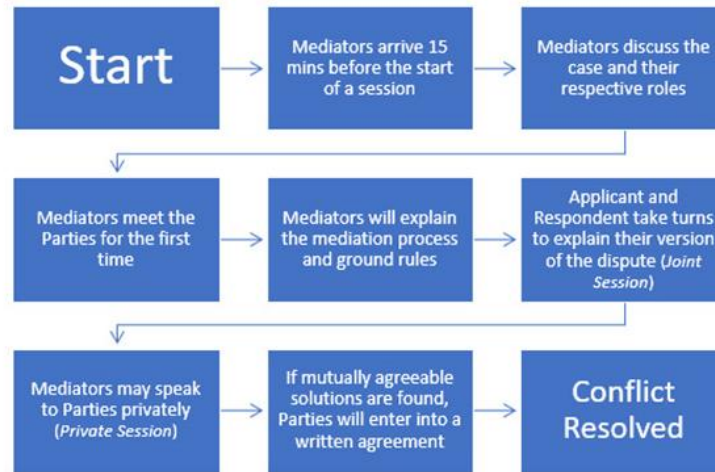 Start
Mediators arrive 15
mins before the start
of a session
Mediators discuss the
case and their
respective roles
Mediators meet the
Parties for the first
time
Mediators will explain
the mediation process
and ground rules
Applicant and
Respondent take turns
to explain their version
of the dispute (Joint
Session)
Mediators may speak
to Parties privately
(Private Session)
If mutually agreeable
solutions are found,
Parties will enter into a
written agreement
Conflict
Resolved